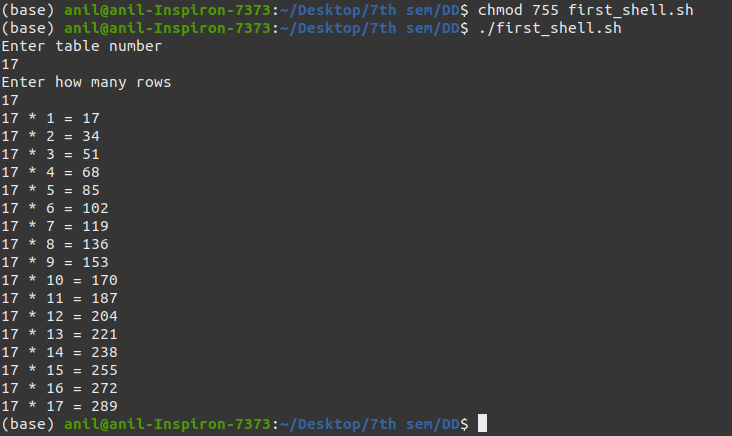 (base) anil@anil-Inspiron-7373:~/Desktop/7th sem/DD$ chmod 755 first_shell.sh
(base) anil@anil-Inspiron-7373:~/Desktop/7th sem/DD$ ./first_shell.sh
Enter table number
17
Enter how many rows
17
17 * 1 = 17
17 * 2 = 34
17 * 3 = 51
17 * 4 = 68
17 * 5 = 85
17 * 6 = 102
17 * 7 = 119
17 * 8 = 136
17 * 9 = 153
17 * 10 = 170
17 * 11 = 187
17 * 12 = 204
17 * 13 = 221
17 * 14 = 238
17 * 15 = 255
17 * 16 = 272
17 * 17 = 289
(base) anil@anil-Inspiron-7373:~/Desktop/7th sem/DD$